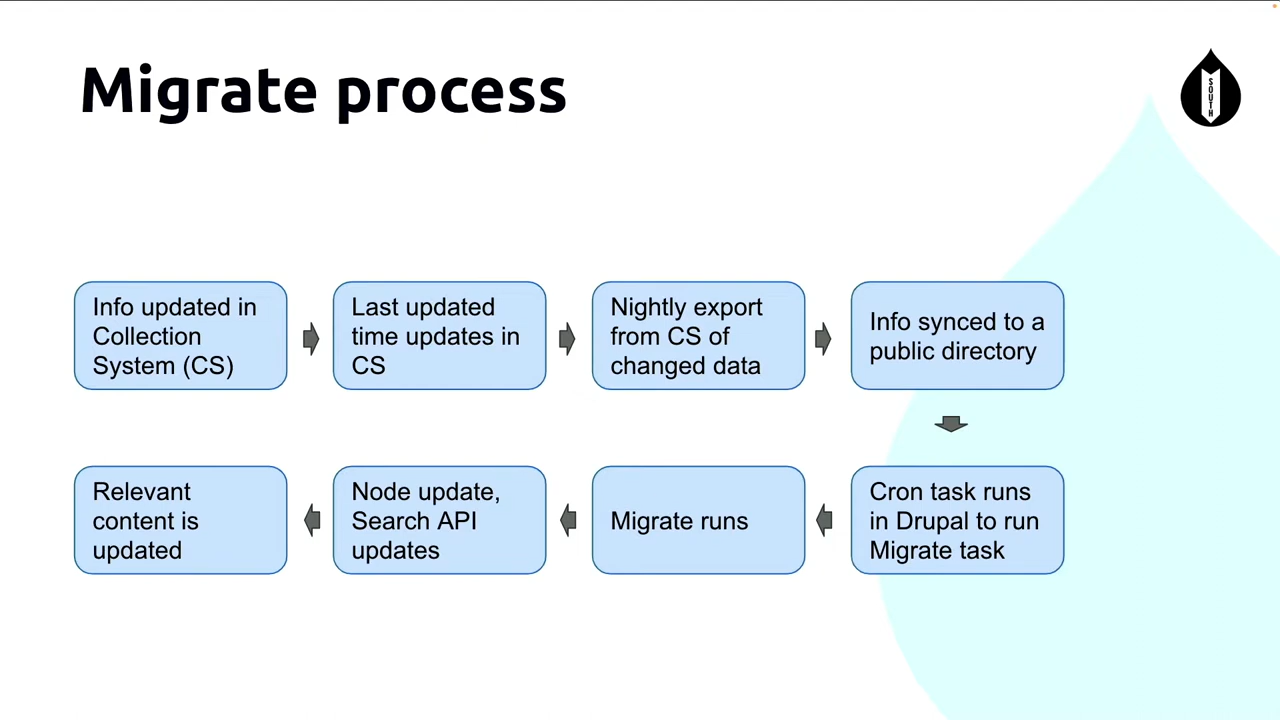 Migrate process
SOUTH
Info updated in
Collection
System (CS)
Last updated
time updates in
CS
Nightly export
from CS of
changed data
Info synced to a
public directory
Cron task runs
in Drupal to run
Migrate task
Migrate runs
Node update,
Search API
updates
Relevant
content is
updated